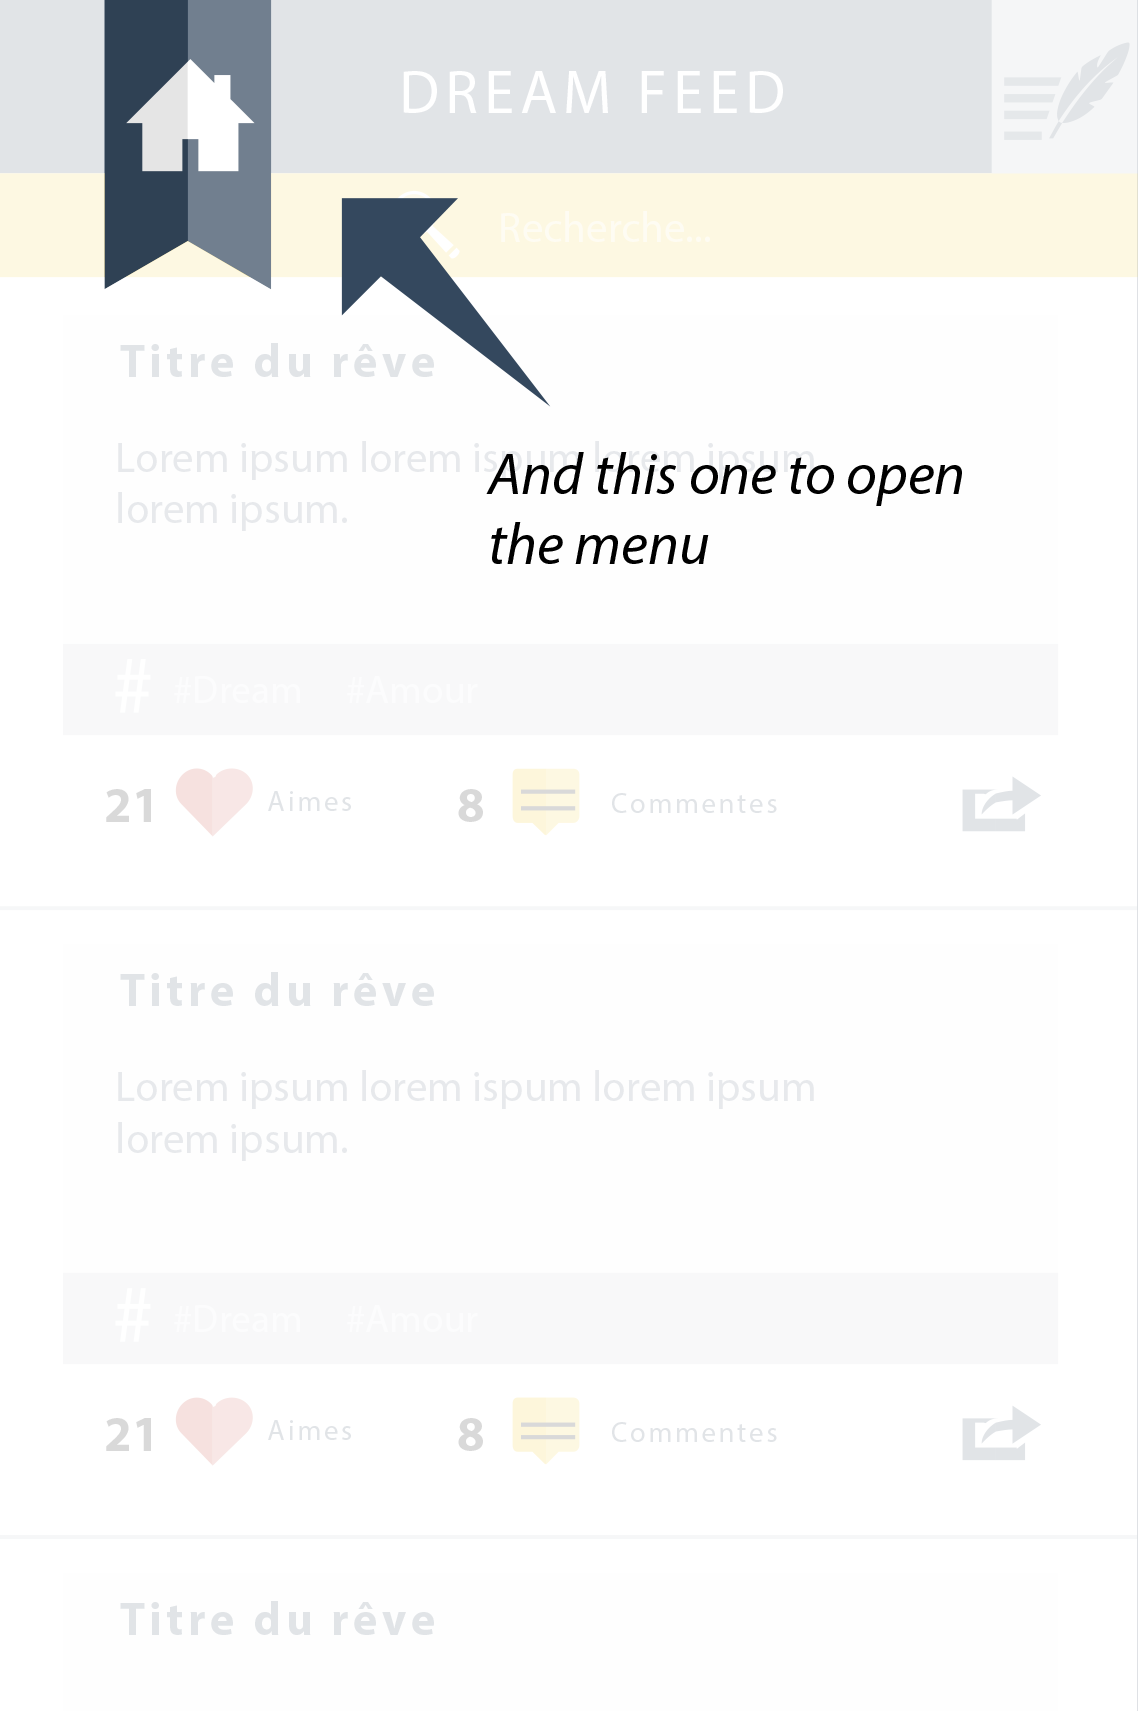 DREAM FEED
Recherche...
Titre du rêve
Lorem ipsum lorem ispum lorem ipsum
lorem ipsum.
And this one to open
the menu
# #Dream #Amour
21 Aimes 8 Commentes
Titre du rêve
Lorem ipsum lorem ispum lorem ipsum
lorem ipsum.
# #Dream #Amour
21 Aimes 8 Commentes
Titre du rêve